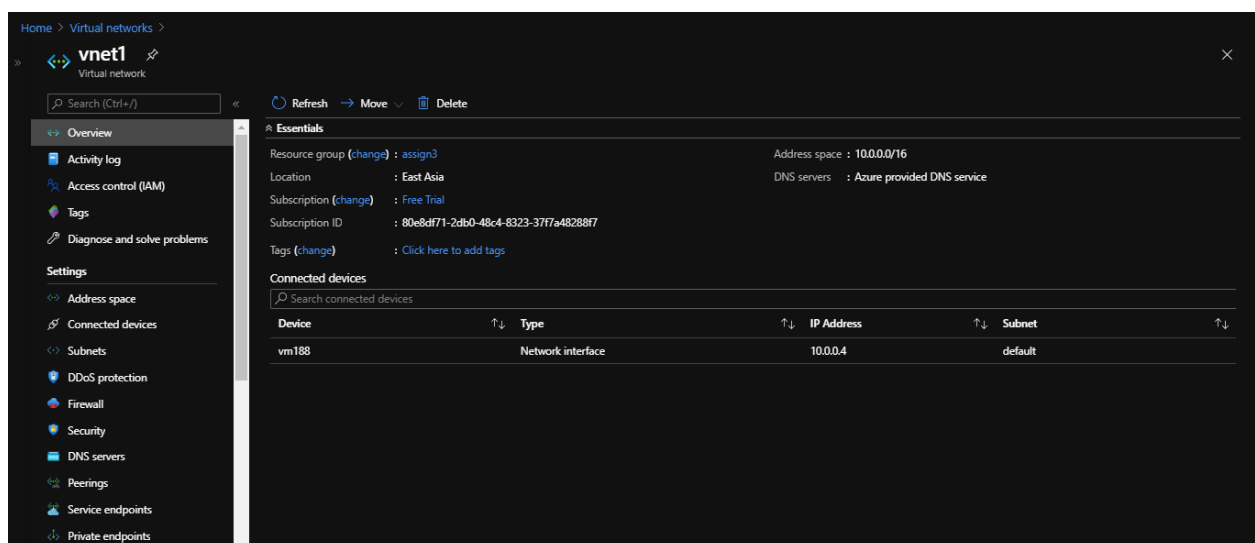 Home > Virtual networks >
vnet1
Virtual network
Search (Ctrl+/)
Overview
Activity log
Access control (IAM)
Tags
Diagnose and solve problems
Settings
Address space
Connected devices
Subnets
DDoS protection
Firewall
Security
DNS servers
Peerings
Service endpoints
Private endpoints
Refresh Move Delete
Essentials
Resource group (change) : assign3
Location : East Asia
Subscription (change) : Free Trial
Subscription ID : 80e8df71-2db0-48c4-8323-37f7a48288f7
Tags (change) : Click here to add tags
Address space : 10.0.0.0/16
DNS servers : Azure provided DNS service
Connected devices
Search connected devices
Device Type IP Address Subnet
vm188 Network interface 10.0.0.4 default